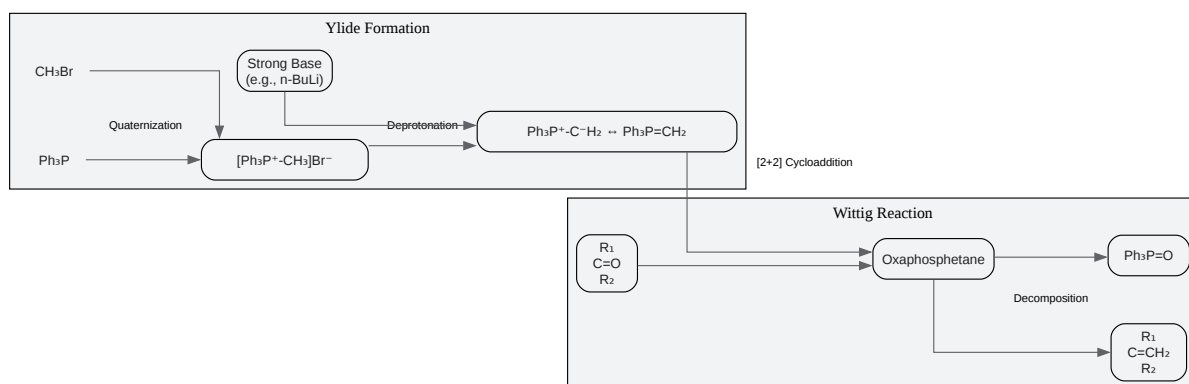 Ylide Formation
CH₃Br
Strong Base
(e.g., n-BuLi)
Quaternization
Deprotonation
Ph₃P⁺-C⁻H₂ ↔ Ph₃P=CH₂
Ph₃P
[Ph₃P⁺-CH₃]Br⁻
[2+2] Cycloaddition
Wittig Reaction
R₁
C=O
R₂
Oxaphosphetane
Ph₃P=O
Decomposition
R₁
C=CH₂
R₂